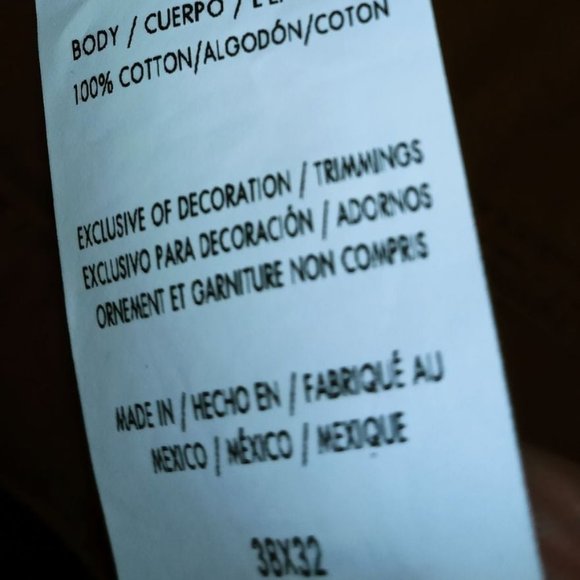 BODY / CUERPO /
100% COTTON/ALGODÓN/COTON
EXCLUSIVE OF DECORATION / TRIMMINGS
EXCLUSIVO PARA DECORACIÓN / ADORNOS
ORNEMENT ET GARNITURE NON COMPRIS
MADE IN / HECHO EN / FABRIQUÉ AU
MEXICO / MÉXICO / MEXIQUE
38X32